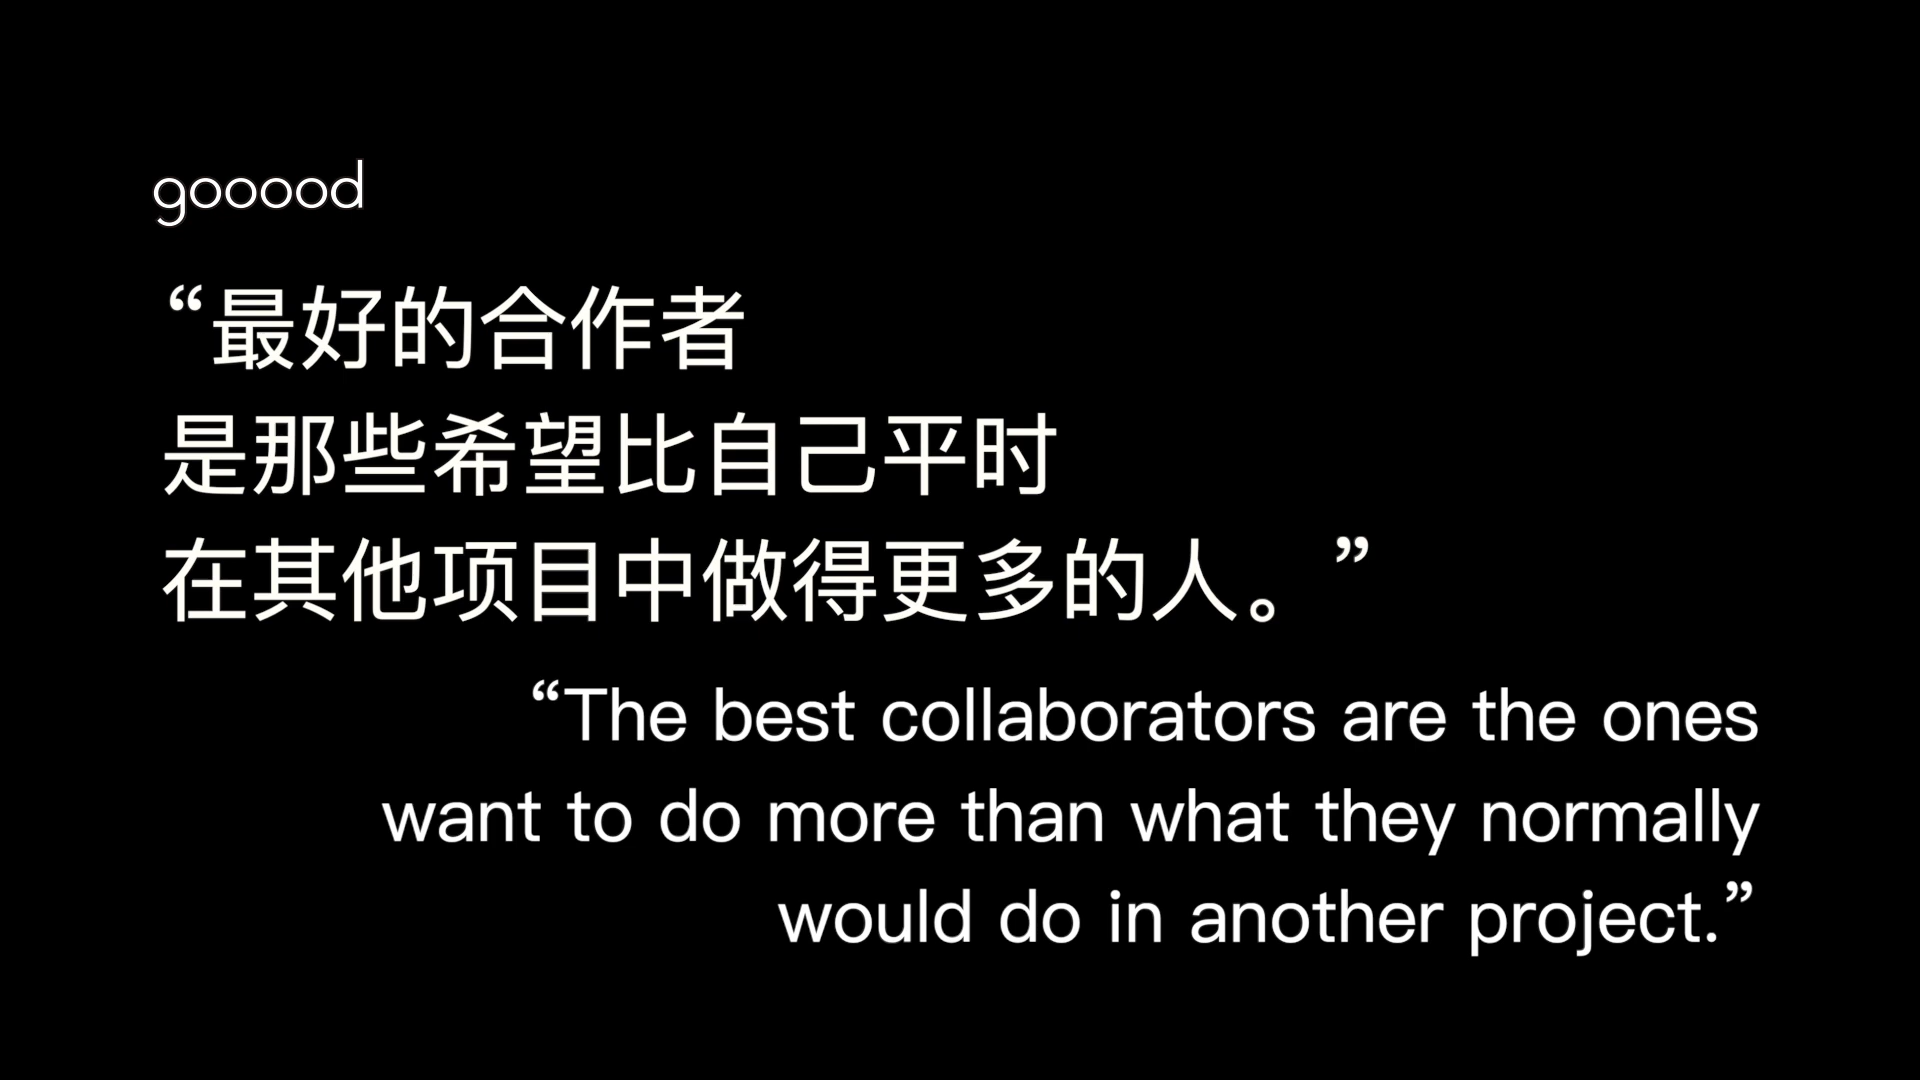 gooood
“最好的合作者
是那些希望比自己平时
在其他项目中做得更多的人。”
“The best collaborators are the ones
want to do more than what they normally
would do in another project.”